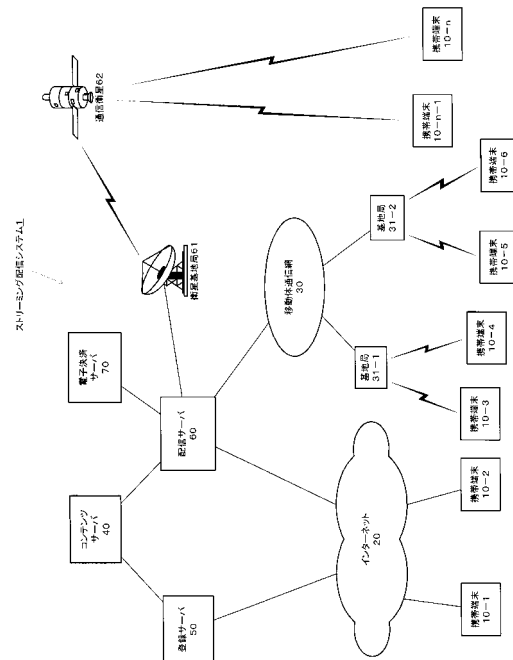 ストリーミング配信システム1
通信衛星62
衛星基地局61
電子決済
サーバ
70
コンテンツ
サーバ
40
配信サーバ
60
登録サーバ
50
移動体通信網
30
インターネット
20
基地局
31-1
基地局
31-2
携帯端末
10-1
携帯端末
10-2
携帯端末
10-3
携帯端末
10-4
携帯端末
10-5
携帯端末
10-6
携帯端末
10-n-1
携帯端末
10-n